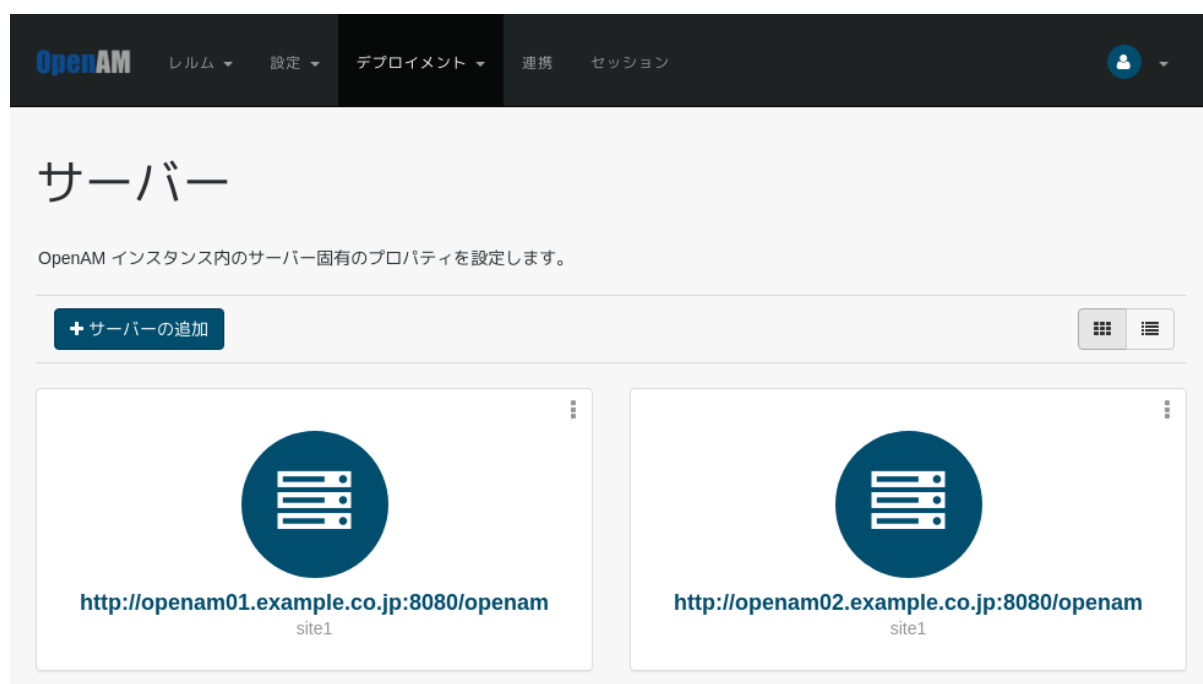 OpenAM レルム 設定 デプロイメント 連携 セッション
サーバー
OpenAM インスタンス内のサーバー固有のプロパティを設定します。
サーバーの追加
http://openam01.example.co.jp:8080/openam
site1
http://openam02.example.co.jp:8080/openam
site1